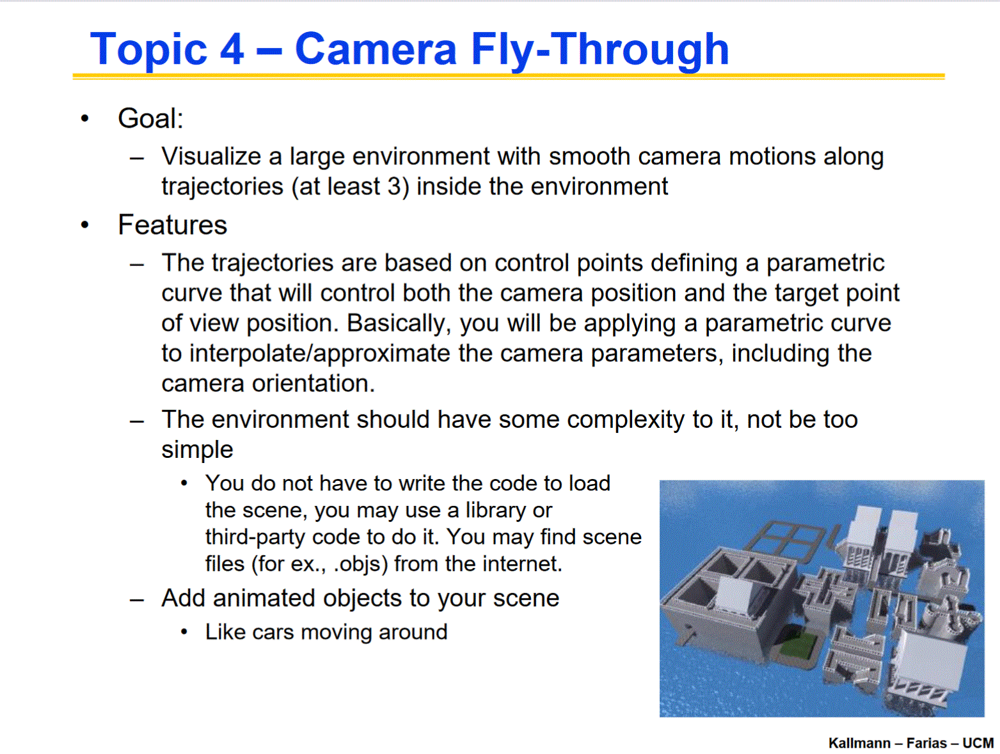 Topic 4 – Camera Fly-Through
• Goal:
– Visualize a large environment with smooth camera motions along
trajectories (at least 3) inside the environment
• Features
– The trajectories are based on control points defining a parametric
curve that will control both the camera position and the target point
of view position. Basically, you will be applying a parametric curve
to interpolate/approximate the camera parameters, including the
camera orientation.
– The environment should have some complexity to it, not be too
simple
• You do not have to write the code to load
the scene, you may use a library or
third-party code to do it. You may find scene
files (for ex., .objs) from the internet.
– Add animated objects to your scene
• Like cars moving around
Kallmann – Farias – UCM